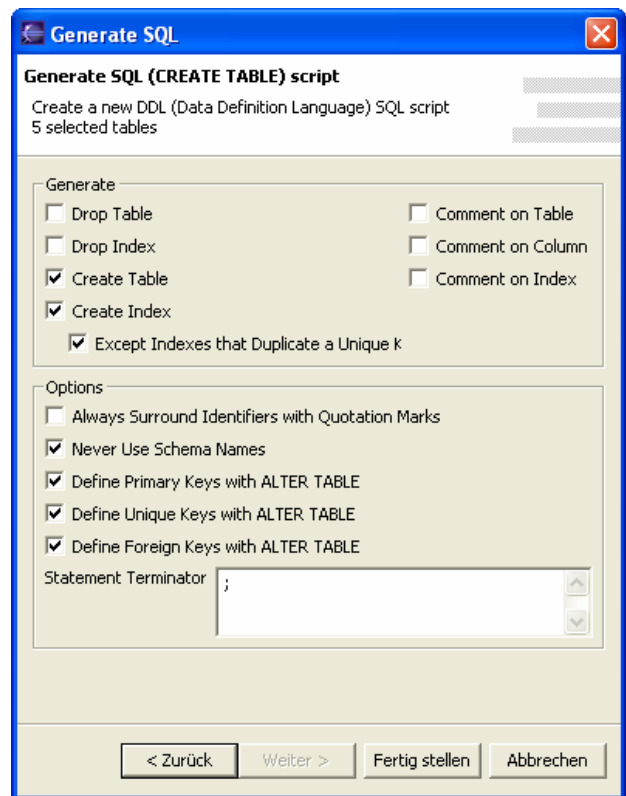 Generate SQL
Generate SQL (CREATE TABLE) script
Create a new DDL (Data Definition Language) SQL script
5 selected tables
Generate
Drop Table
Comment on Table
Drop Index
Comment on Column
Create Table
Comment on Index
Create Index
Except Indexes that Duplicate a Unique K
Options
Always Surround Identifiers with Quotation Marks
Never Use Schema Names
Define Primary Keys with ALTER TABLE
Define Unique Keys with ALTER TABLE
Define Foreign Keys with ALTER TABLE
Statement Terminator ;
< Zurück Weiter > Fertig stellen Abbrechen